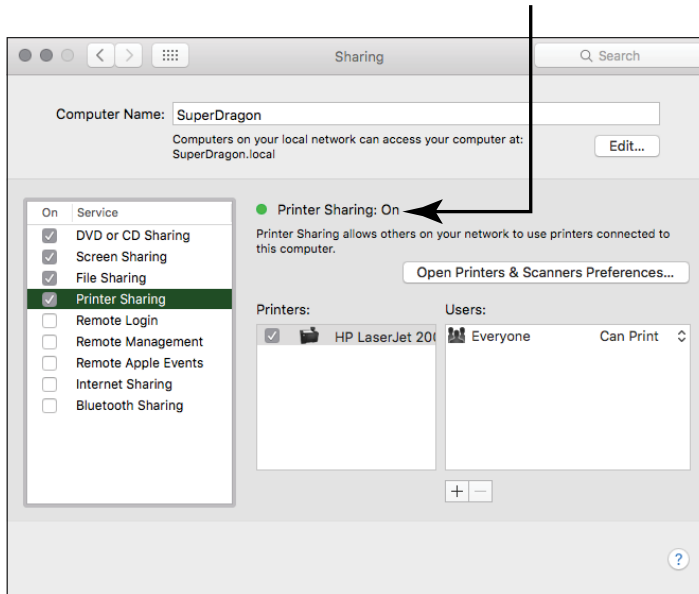 Sharing
Search
Computer Name: SuperDragon
Computers on your local network can access your computer at:
SuperDragon.local
Edit...
On Service
DVD or CD Sharing
Screen Sharing
File Sharing
Printer Sharing
Remote Login
Remote Management
Remote Apple Events
Internet Sharing
Bluetooth Sharing
Printer Sharing: On
Printer Sharing allows others on your network to use printers connected to
this computer.
Open Printers & Scanners Preferences...
Printers:
HP LaserJet
Users:
Everyone Can Print
+ −
?